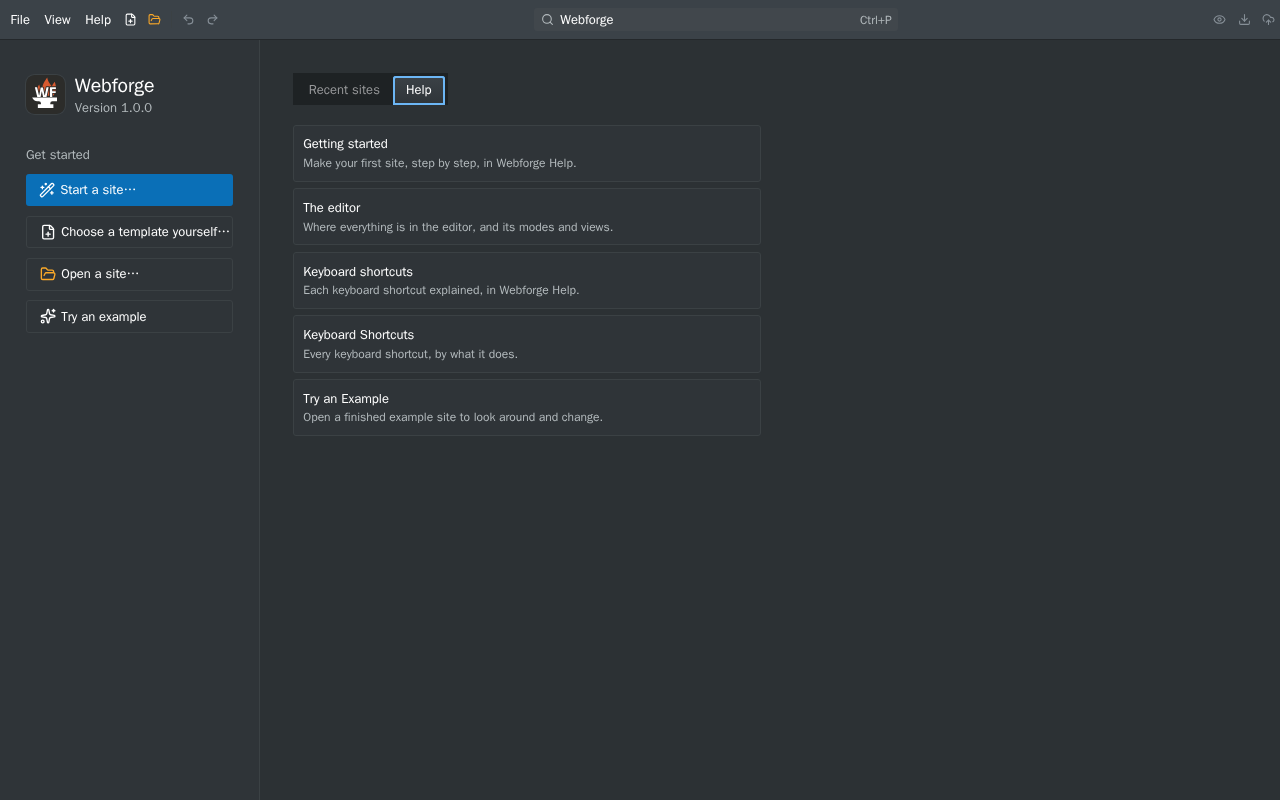 File View Help
Webforge Ctrl+P
WF
Webforge
Version 1.0.0
Get started
Start a site…
Choose a template yourself…
Open a site…
Try an example
Recent sites Help
Getting started
Make your first site, step by step, in Webforge Help.
The editor
Where everything is in the editor, and its modes and views.
Keyboard shortcuts
Each keyboard shortcut explained, in Webforge Help.
Keyboard Shortcuts
Every keyboard shortcut, by what it does.
Try an Example
Open a finished example site to look around and change.